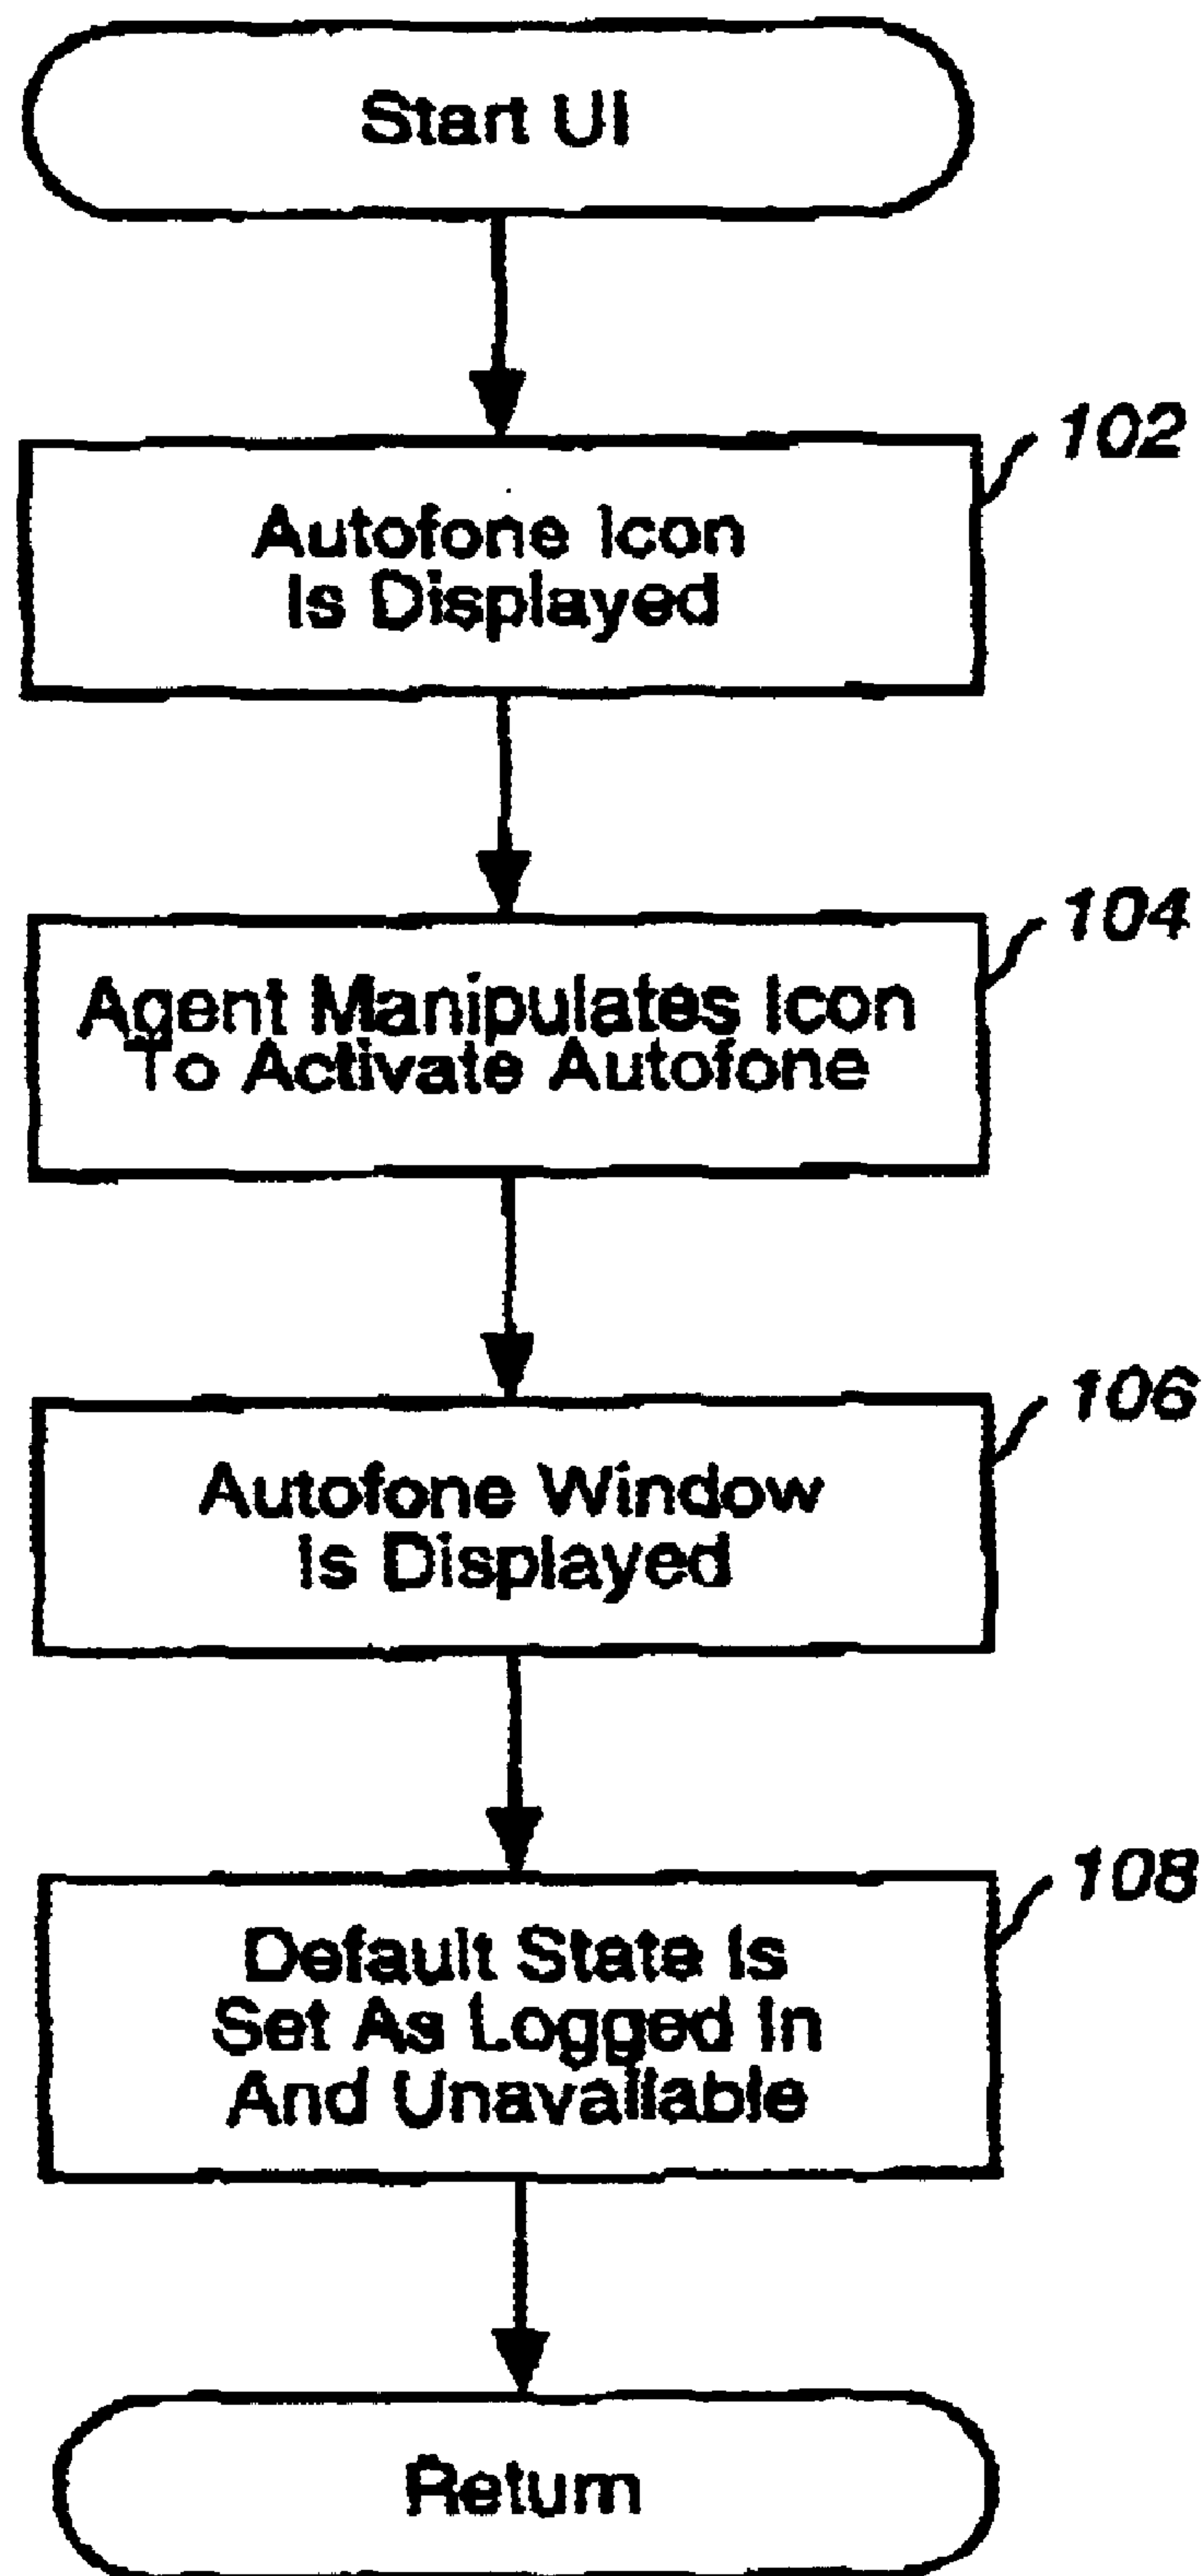 Start UI
102
Autofone Icon
Is Displayed
104
Agent Manipulates Icon
To Activate Autofone
106
Autofone Window
Is Displayed
108
Default State Is
Set As Logged In
And Unavailable
Return